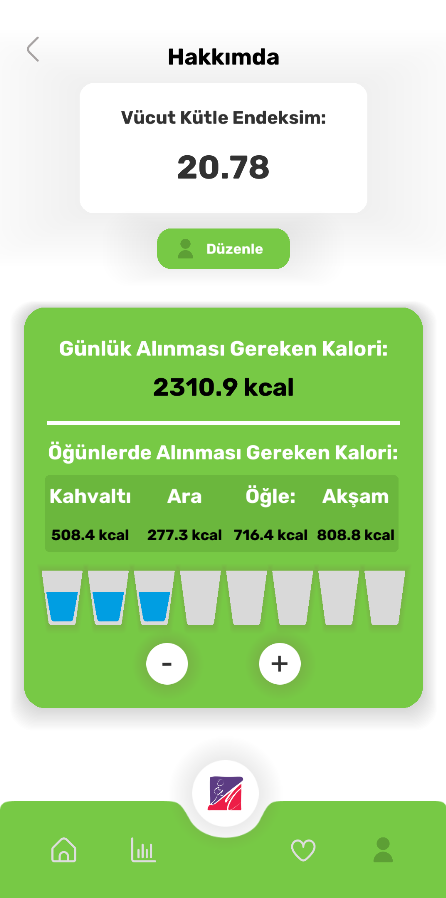 Hakkımda
Vücut Kütle Endeksim:
20.78
Düzenle
Günlük Alınması Gereken Kalori:
2310.9 kcal
Öğünlerde Alınması Gereken Kalori:
Kahvaltı Ara Öğle: Akşam
508.4 kcal 277.3 kcal 716.4 kcal 808.8 kcal
- +